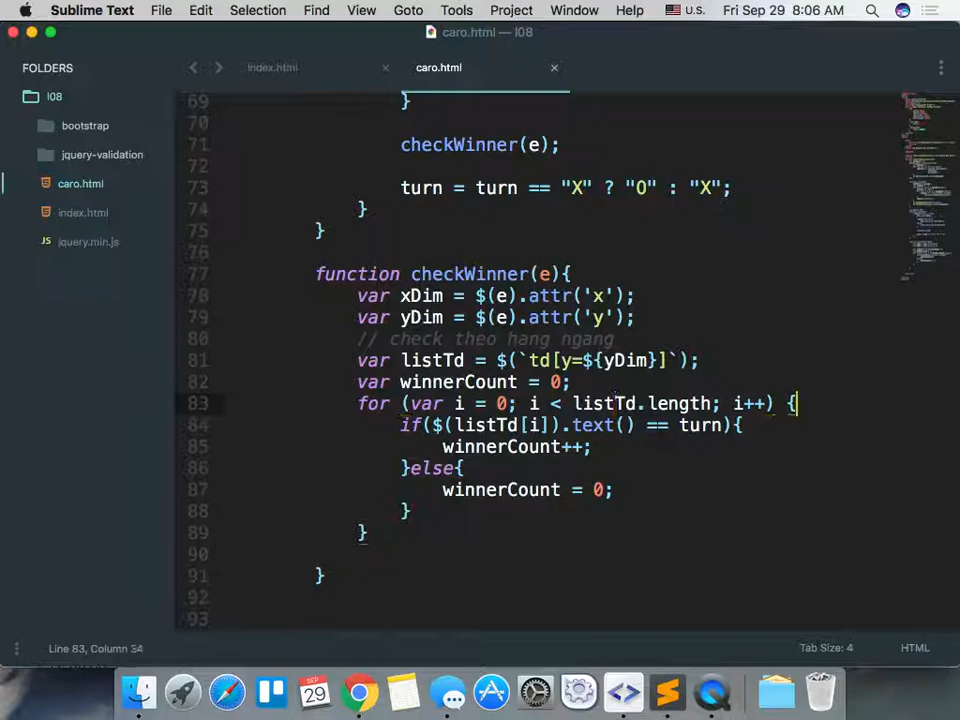 Sublime Text File Edit Selection Find View Goto Tools Project Window Help U.S. Fri Sep 29 8:06 AM
caro.html — l08
FOLDERS
l08
bootstrap
jquery-validation
caro.html
index.html
jquery.min.js
index.html × caro.html ×
69 }
70
71 checkWinner(e);
72
73 turn = turn == "X" ? "O" : "X";
74 }
75 }
76
77 function checkWinner(e){
78 var xDim = $(e).attr('x');
79 var yDim = $(e).attr('y');
80 // check theo hang ngang
81 var listTd = $(`td[y=${yDim}]`);
82 var winnerCount = 0;
83 for (var i = 0; i < listTd.length; i++) {
84 if($(listTd[i]).text() == turn){
85 winnerCount++;
86 }else{
87 winnerCount = 0;
88 }
89 }
90
91 }
92
93
Line 83, Column 34 Tab Size: 4 HTML
SEP
29